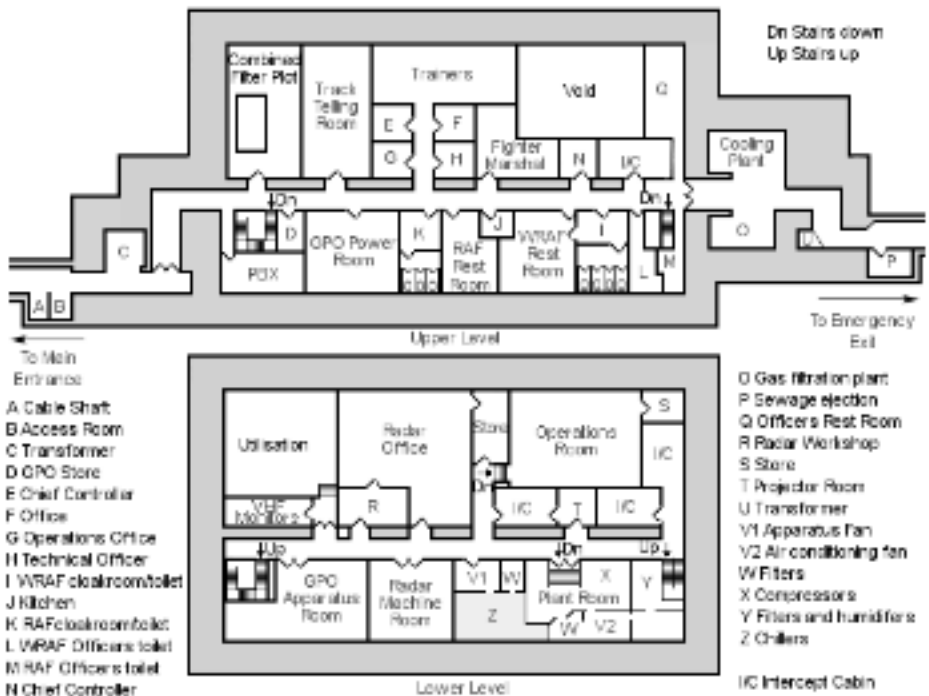 Dn Stairs down
Up Stairs up
Combined
Filter Plot
Track
Telling
Room
Trainers
Void
Q
E
F
G
H
Fighter
Marshal
N
I/C
Cooling
Plant
Dn
Dn
C
D
PBX
GPO Power
Room
K
RAF
Rest
Room
J
WRAF
Rest
Room
I
L
M
O
U
P
A
B
To Main
Entrance
Upper Level
To Emergency
Exit
Utilisation
Radar
Office
Store
Operations
Room
S
I/C
VHF
Monitors
R
Dn
I/C
T
I/C
Up
Dn
Up
GPO
Apparatus
Room
Radar
Machine
Room
V1
W
Z
Plant Room
X
Y
W
V2
Lower Level
A Cable Shaft
B Access Room
C Transformer
D GPO Store
E Chief Controller
F Office
G Operations Office
H Technical Officer
I WRAF cloakroom/toilet
J Kitchen
K RAF cloakroom/toilet
L WRAF Officers toilet
M RAF Officers toilet
N Chief Controller
O Gas filtration plant
P Sewage ejection
Q Officers Rest Room
R Radar Workshop
S Store
T Projector Room
U Transformer
V1 Apparatus Fan
V2 Air conditioning fan
W Filters
X Compressors
Y Filters and humidifers
Z Chillers
I/C Intercept Cabin